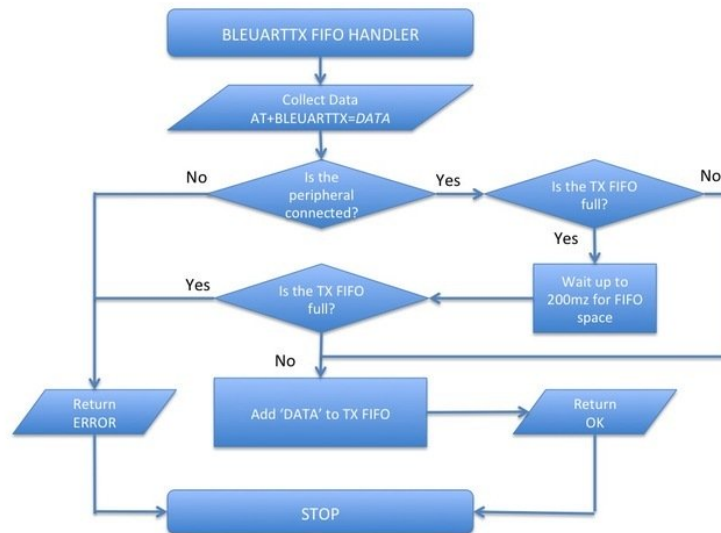 BLEUARTTX FIFO HANDLER
Collect Data
AT+BLEUARTTX=DATA
No
Is the
peripheral
connected?
Yes
Is the TX FIFO
full?
No
Yes
Yes
Is the TX FIFO
full?
Wait up to
200mz for FIFO
space
No
Return
ERROR
Add ‘DATA’ to TX FIFO
Return
OK
STOP